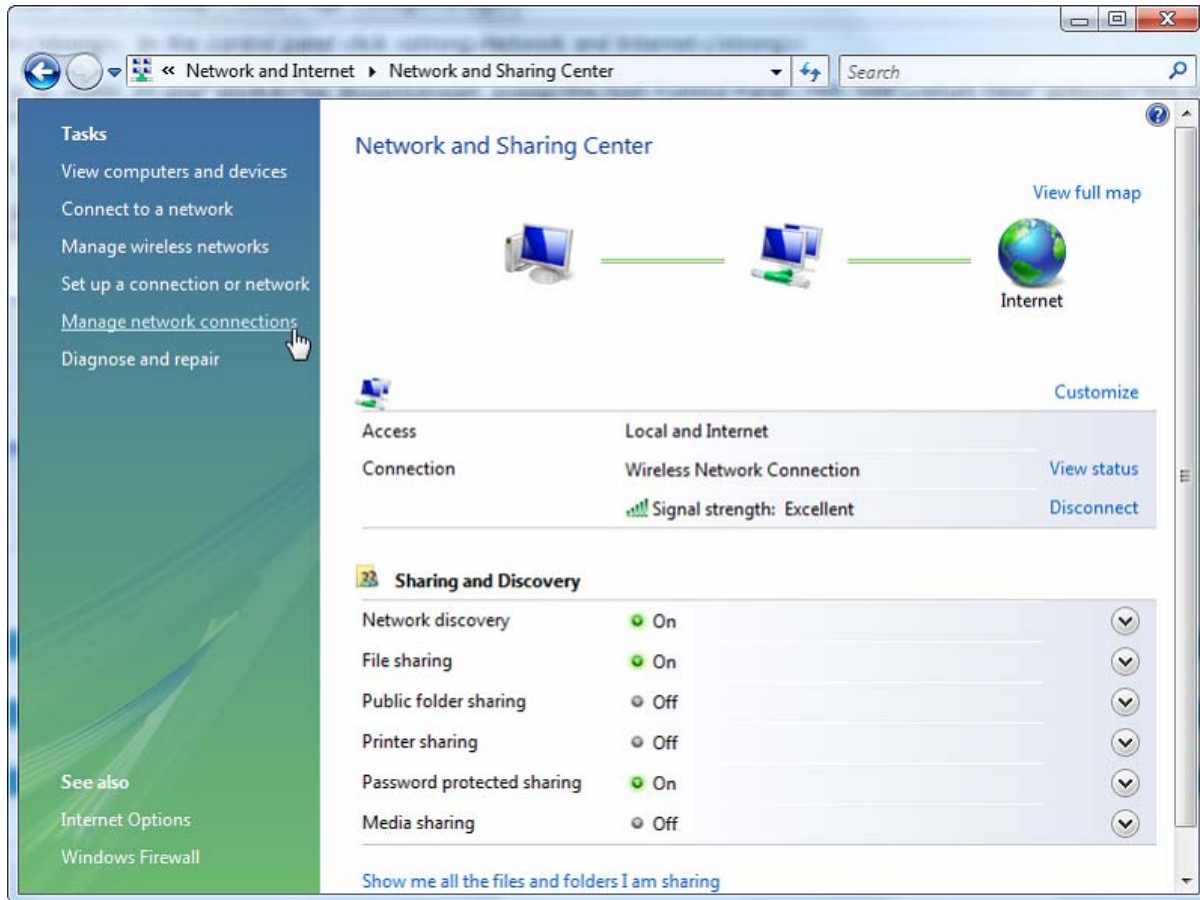 « Network and Internet ▸ Network and Sharing Center
Search
Tasks
View computers and devices
Connect to a network
Manage wireless networks
Set up a connection or network
Manage network connections
Diagnose and repair
See also
Internet Options
Windows Firewall
Network and Sharing Center
View full map
Internet
Customize
Access Local and Internet
Connection Wireless Network Connection View status
Signal strength: Excellent Disconnect
Sharing and Discovery
Network discovery On
File sharing On
Public folder sharing Off
Printer sharing Off
Password protected sharing On
Media sharing Off
Show me all the files and folders I am sharing